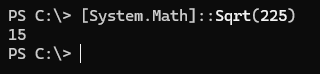 PS C:\> [System.Math]::Sqrt(225)
15
PS C:\>